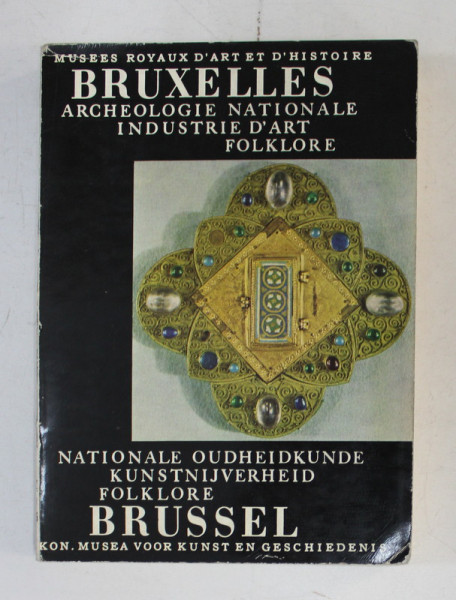 MUSEES ROYAUX D'ART ET D'HISTOIRE
BRUXELLES
ARCHEOLOGIE NATIONALE
INDUSTRIE D'ART
FOLKLORE
NATIONALE OUDHEIDKUNDE
KUNSTNIJVERHEID
FOLKLORE
BRUSSEL
KON. MUSEA VOOR KUNST EN GESCHIEDENIS